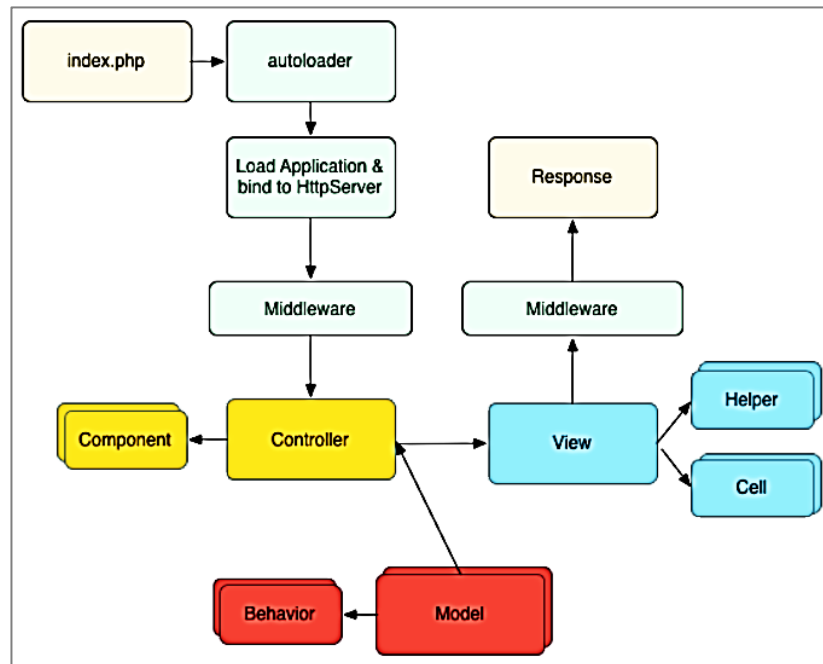 index.php
autoloader
Load Application &
bind to HttpServer
Response
Middleware
Middleware
Component
Controller
View
Helper
Cell
Behavior
Model